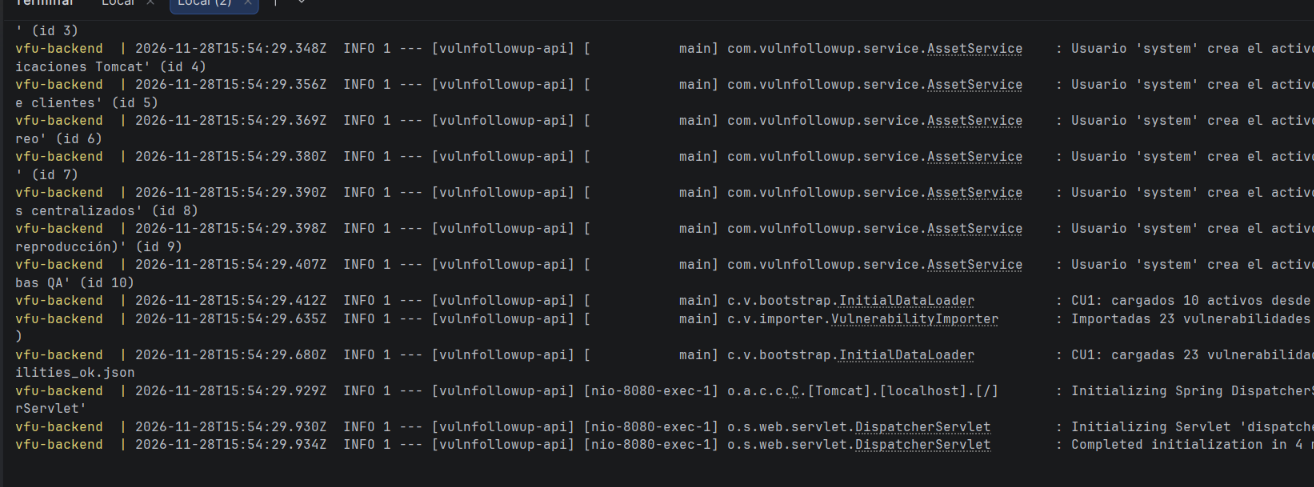 Terminal Local × Local (2) ×
' (id 3)
vfu-backend | 2026-11-28T15:54:29.348Z INFO 1 --- [vulnfollowup-api] [ main] com.vulnfollowup.service.AssetService : Usuario 'system' crea el activo
icaciones Tomcat' (id 4)
vfu-backend | 2026-11-28T15:54:29.356Z INFO 1 --- [vulnfollowup-api] [ main] com.vulnfollowup.service.AssetService : Usuario 'system' crea el activo
e clientes' (id 5)
vfu-backend | 2026-11-28T15:54:29.369Z INFO 1 --- [vulnfollowup-api] [ main] com.vulnfollowup.service.AssetService : Usuario 'system' crea el activo
reo' (id 6)
vfu-backend | 2026-11-28T15:54:29.380Z INFO 1 --- [vulnfollowup-api] [ main] com.vulnfollowup.service.AssetService : Usuario 'system' crea el activo
' (id 7)
vfu-backend | 2026-11-28T15:54:29.390Z INFO 1 --- [vulnfollowup-api] [ main] com.vulnfollowup.service.AssetService : Usuario 'system' crea el activo
s centralizados' (id 8)
vfu-backend | 2026-11-28T15:54:29.398Z INFO 1 --- [vulnfollowup-api] [ main] com.vulnfollowup.service.AssetService : Usuario 'system' crea el activo
reproducción)' (id 9)
vfu-backend | 2026-11-28T15:54:29.407Z INFO 1 --- [vulnfollowup-api] [ main] com.vulnfollowup.service.AssetService : Usuario 'system' crea el activo
bas QA' (id 10)
vfu-backend | 2026-11-28T15:54:29.412Z INFO 1 --- [vulnfollowup-api] [ main] c.v.bootstrap.InitialDataLoader : CU1: cargados 10 activos desde
vfu-backend | 2026-11-28T15:54:29.635Z INFO 1 --- [vulnfollowup-api] [ main] c.v.importer.VulnerabilityImporter : Importadas 23 vulnerabilidades
)
vfu-backend | 2026-11-28T15:54:29.680Z INFO 1 --- [vulnfollowup-api] [ main] c.v.bootstrap.InitialDataLoader : CU1: cargadas 23 vulnerabilida
ilities_ok.json
vfu-backend | 2026-11-28T15:54:29.929Z INFO 1 --- [vulnfollowup-api] [nio-8080-exec-1] o.a.c.c.C.[Tomcat].[localhost].[/] : Initializing Spring Dispatcher
rServlet'
vfu-backend | 2026-11-28T15:54:29.930Z INFO 1 --- [vulnfollowup-api] [nio-8080-exec-1] o.s.web.servlet.DispatcherServlet : Initializing Servlet 'dispatche
vfu-backend | 2026-11-28T15:54:29.934Z INFO 1 --- [vulnfollowup-api] [nio-8080-exec-1] o.s.web.servlet.DispatcherServlet : Completed initialization in 4